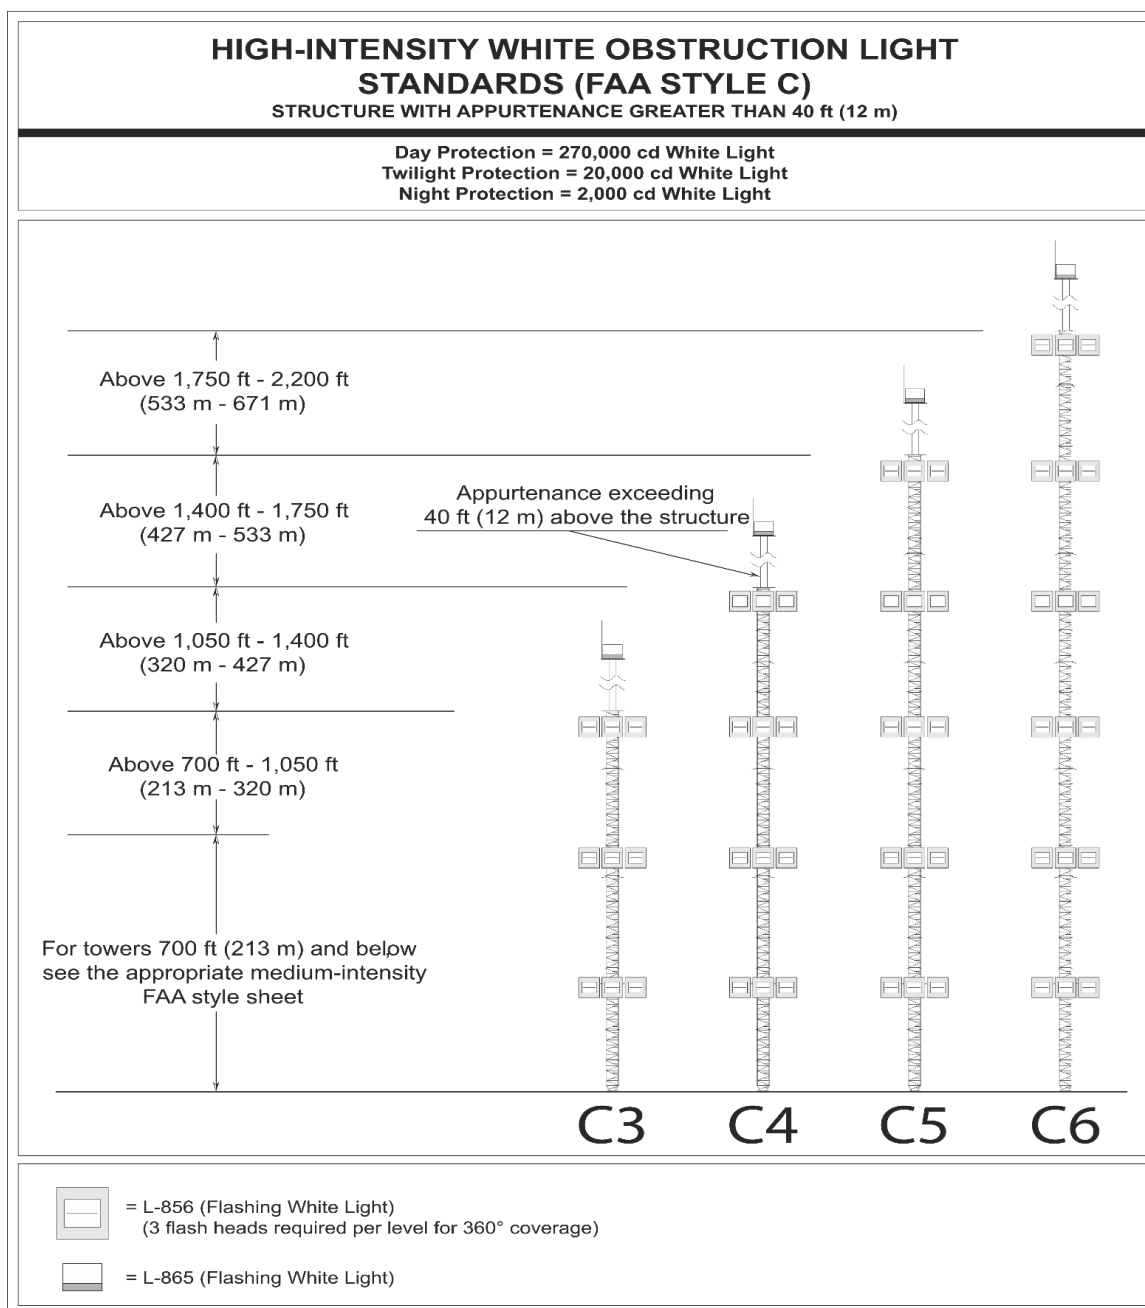 HIGH-INTENSITY WHITE OBSTRUCTION LIGHT
STANDARDS (FAA STYLE C)
STRUCTURE WITH APPURTENANCE GREATER THAN 40 ft (12 m)
Day Protection = 270,000 cd White Light
Twilight Protection = 20,000 cd White Light
Night Protection = 2,000 cd White Light
Above 1,750 ft - 2,200 ft
(533 m - 671 m)
Above 1,400 ft - 1,750 ft
(427 m - 533 m)
Appurtenance exceeding
40 ft (12 m) above the structure
Above 1,050 ft - 1,400 ft
(320 m - 427 m)
Above 700 ft - 1,050 ft
(213 m - 320 m)
For towers 700 ft (213 m) and below
see the appropriate medium-intensity
FAA style sheet
C3 C4 C5 C6
= L-856 (Flashing White Light)
(3 flash heads required per level for 360° coverage)
= L-865 (Flashing White Light)